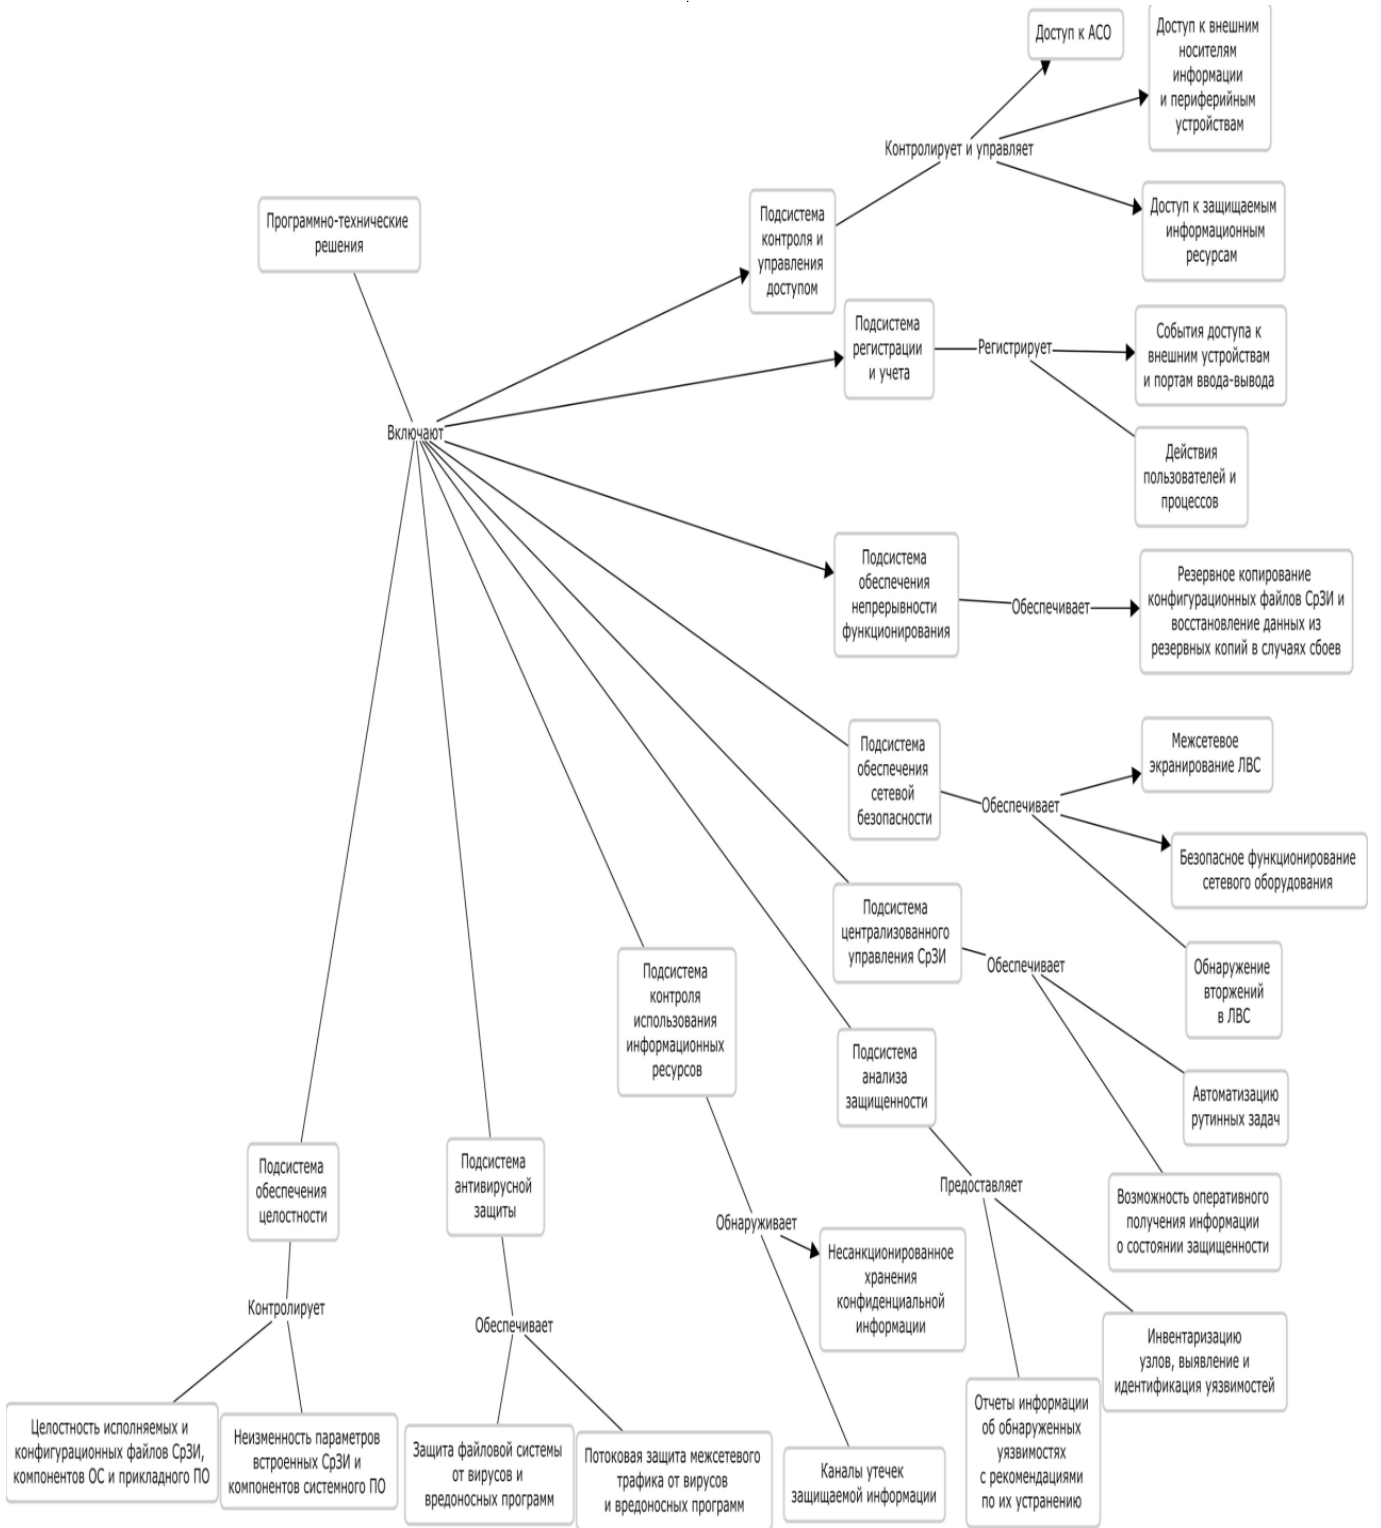 Доступ к АСО
Доступ к внешним
носителям
информации
и периферийным
устройствам
Контролирует и управляет
Доступ к защищаемым
информационным
ресурсам
Программно-технические
решения
Подсистема
контроля и
управления
доступом
Подсистема
регистрации
и учета
Регистрирует
События доступа к
внешним устройствам
и портам ввода-вывода
Включают
Действия
пользователей и
процессов
Подсистема
обеспечения
непрерывности
функционирования
Обеспечивает
Резервное копирование
конфигурационных файлов СрЗИ и
восстановление данных из
резервных копий в случаях сбоев
Подсистема
обеспечения
сетевой
безопасности
Обеспечивает
Межсетевое
экранирование ЛВС
Безопасное функционирование
сетевого оборудования
Обнаружение
вторжений
в ЛВС
Подсистема
централизованного
управления СрЗИ
Обеспечивает
Автоматизацию
рутинных задач
Возможность оперативного
получения информации
о состоянии защищенности
Подсистема
анализа
защищенности
Предоставляет
Инвентаризацию
узлов, выявление и
идентификация уязвимостей
Отчеты информации
об обнаруженных
уязвимостях
с рекомендациями
по их устранению
Подсистема
контроля
использования
информационных
ресурсов
Обнаруживает
Несанкционированное
хранения
конфиденциальной
информации
Каналы утечек
защищаемой информации
Подсистема
антивирусной
защиты
Обеспечивает
Защита файловой системы
от вирусов и
вредоносных программ
Потоковая защита межсетевого
трафика от вирусов
и вредоносных программ
Подсистема
обеспечения
целостности
Контролирует
Целостность исполняемых и
конфигурационных файлов СрЗИ,
компонентов ОС и прикладного ПО
Неизменность параметров
встроенных СрЗИ и
компонентов системного ПО